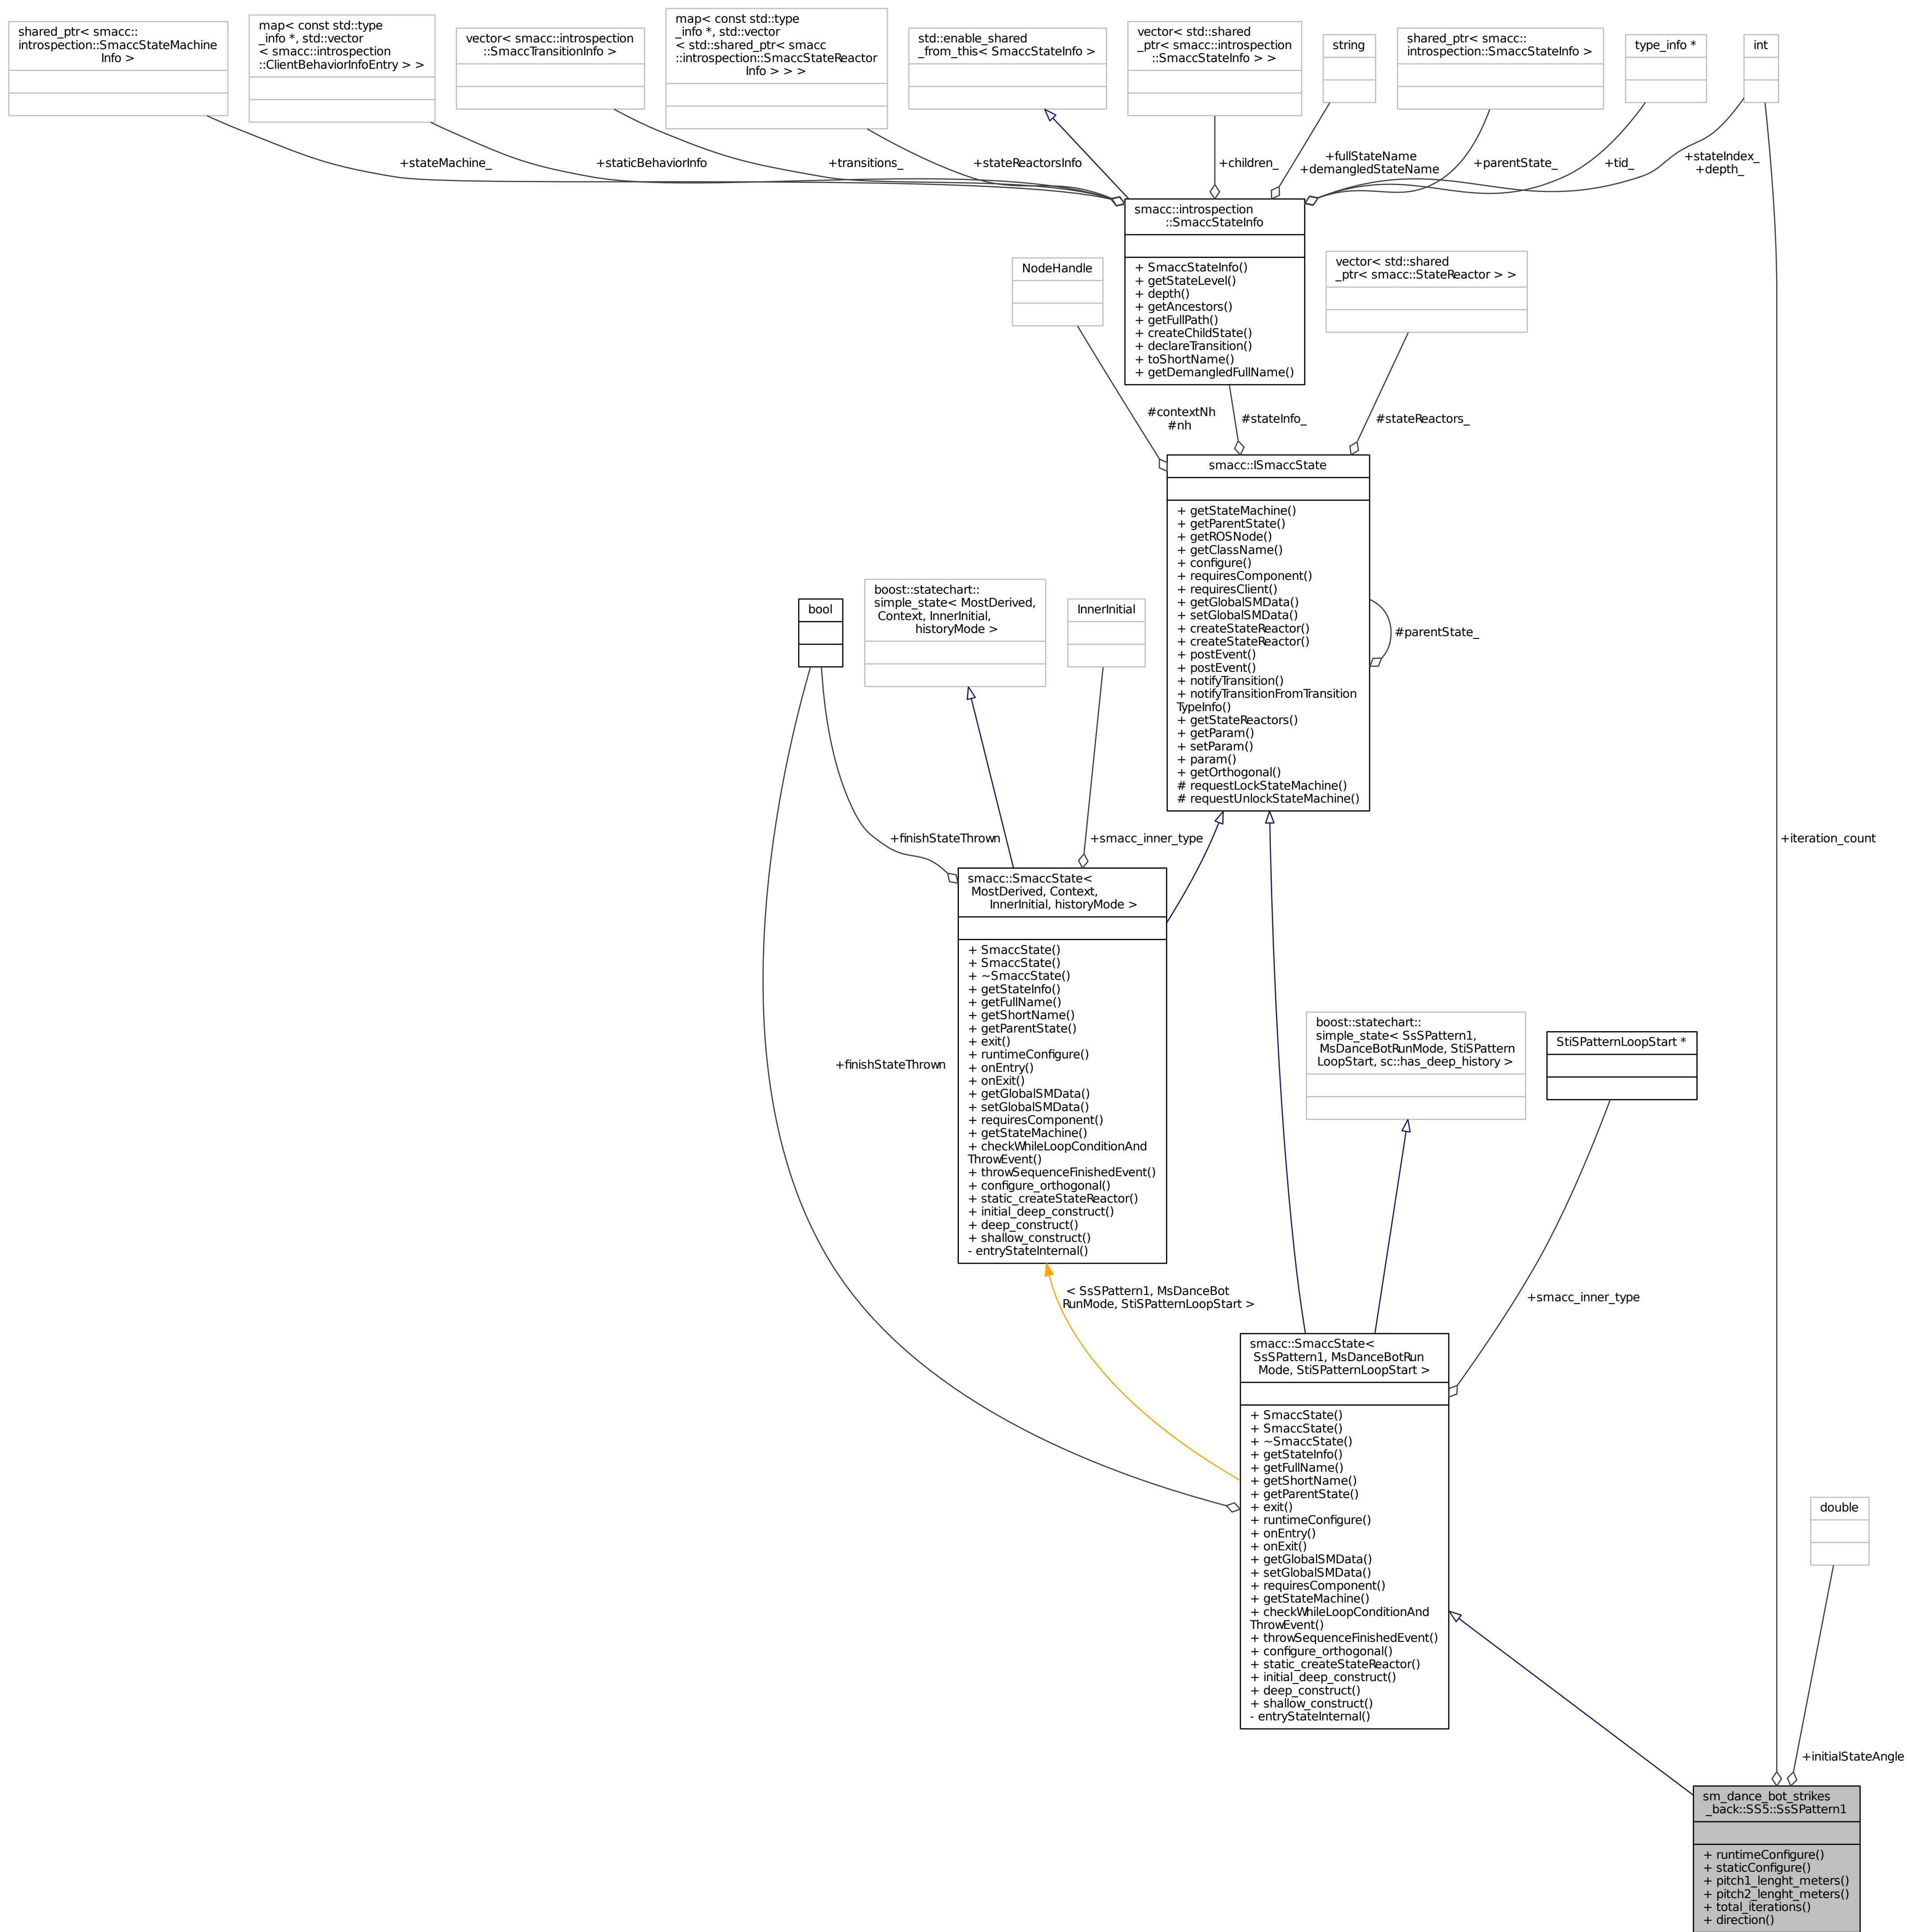 shared_ptr< smacc::
introspection::SmaccStateMachine
Info >
map< const std::type
_info *, std::vector
< smacc::introspection
::ClientBehaviorInfoEntry > >
vector< smacc::introspection
::SmaccTransitionInfo >
map< const std::type
_info *, std::vector
< std::shared_ptr< smacc
::introspection::SmaccStateReactor
Info > > >
std::enable_shared
_from_this< SmaccStateInfo >
vector< std::shared
_ptr< smacc::introspection
::SmaccStateInfo > >
string
shared_ptr< smacc::
introspection::SmaccStateInfo >
type_info *
int
+stateMachine_
+staticBehaviorInfo
+transitions_
+stateReactorsInfo
+children_
+fullStateName
+demangledStateName
+parentState_
+tid_
+stateIndex_
+depth_
smacc::introspection
::SmaccStateInfo
+ SmaccStateInfo()
+ getStateLevel()
+ depth()
+ getAncestors()
+ getFullPath()
+ createChildState()
+ declareTransition()
+ toShortName()
+ getDemangledFullName()
NodeHandle
vector< std::shared
_ptr< smacc::StateReactor > >
#contextNh
#nh
#stateInfo_
#stateReactors_
smacc::ISmaccState
+ getStateMachine()
+ getParentState()
+ getROSNode()
+ getClassName()
+ configure()
+ requiresComponent()
+ requiresClient()
+ getGlobalSMData()
+ setGlobalSMData()
+ createStateReactor()
+ createStateReactor()
+ postEvent()
+ postEvent()
+ notifyTransition()
+ notifyTransitionFromTransition
TypeInfo()
+ getStateReactors()
+ getParam()
+ setParam()
+ param()
+ getOrthogonal()
# requestLockStateMachine()
# requestUnlockStateMachine()
#parentState_
bool
boost::statechart::
simple_state< MostDerived,
Context, InnerInitial,
historyMode >
InnerInitial
+finishStateThrown
+smacc_inner_type
+iteration_count
smacc::SmaccState<
MostDerived, Context,
InnerInitial, historyMode >
+ SmaccState()
+ SmaccState()
+ ~SmaccState()
+ getStateInfo()
+ getFullName()
+ getShortName()
+ getParentState()
+ exit()
+ runtimeConfigure()
+ onEntry()
+ onExit()
+ getGlobalSMData()
+ setGlobalSMData()
+ requiresComponent()
+ getStateMachine()
+ checkWhileLoopConditionAnd
ThrowEvent()
+ throwSequenceFinishedEvent()
+ configure_orthogonal()
+ static_createStateReactor()
+ initial_deep_construct()
+ deep_construct()
+ shallow_construct()
- entryStateInternal()
+finishStateThrown
boost::statechart::
simple_state< SsSPattern1,
MsDanceBotRunMode, StiSPattern
LoopStart, sc::has_deep_history >
StiSPatternLoopStart *
< SsSPattern1, MsDanceBot
RunMode, StiSPatternLoopStart >
+smacc_inner_type
smacc::SmaccState<
SsSPattern1, MsDanceBotRun
Mode, StiSPatternLoopStart >
+ SmaccState()
+ SmaccState()
+ ~SmaccState()
+ getStateInfo()
+ getFullName()
+ getShortName()
+ getParentState()
+ exit()
+ runtimeConfigure()
+ onEntry()
+ onExit()
+ getGlobalSMData()
+ setGlobalSMData()
+ requiresComponent()
+ getStateMachine()
+ checkWhileLoopConditionAnd
ThrowEvent()
+ throwSequenceFinishedEvent()
+ configure_orthogonal()
+ static_createStateReactor()
+ initial_deep_construct()
+ deep_construct()
+ shallow_construct()
- entryStateInternal()
double
+initialStateAngle
sm_dance_bot_strikes
_back::SS5::SsSPattern1
+ runtimeConfigure()
+ staticConfigure()
+ pitch1_lenght_meters()
+ pitch2_lenght_meters()
+ total_iterations()
+ direction()